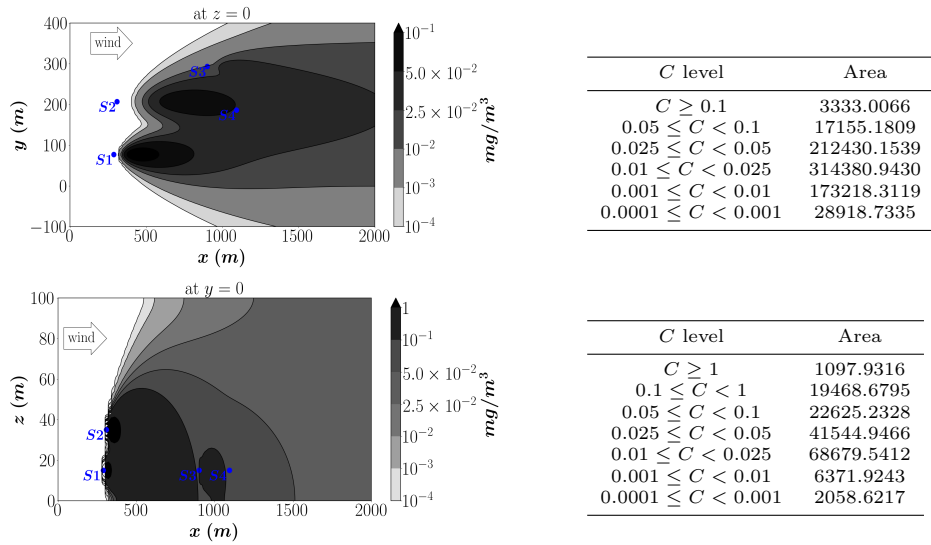 at z = 0
wind
S1
S2
S3
S4
400
300
200
100
0
−100
y (m)
0 500 1000 1500 2000
x (m)
10⁻¹
5.0 × 10⁻²
2.5 × 10⁻²
10⁻²
10⁻³
10⁻⁴
mg/m³
C level Area
C ≥ 0.1 3333.0066
0.05 ≤ C < 0.1 17155.1809
0.025 ≤ C < 0.05 212430.1539
0.01 ≤ C < 0.025 314380.9430
0.001 ≤ C < 0.01 173218.3119
0.0001 ≤ C < 0.001 28918.7335
at y = 0
wind
S2
S1
S3
S4
100
80
60
40
20
0
z (m)
0 500 1000 1500 2000
x (m)
1
10⁻¹
5.0 × 10⁻²
2.5 × 10⁻²
10⁻²
10⁻³
10⁻⁴
mg/m³
C level Area
C ≥ 1 1097.9316
0.1 ≤ C < 1 19468.6795
0.05 ≤ C < 0.1 22625.2328
0.025 ≤ C < 0.05 41544.9466
0.01 ≤ C < 0.025 68679.5412
0.001 ≤ C < 0.01 6371.9243
0.0001 ≤ C < 0.001 2058.6217